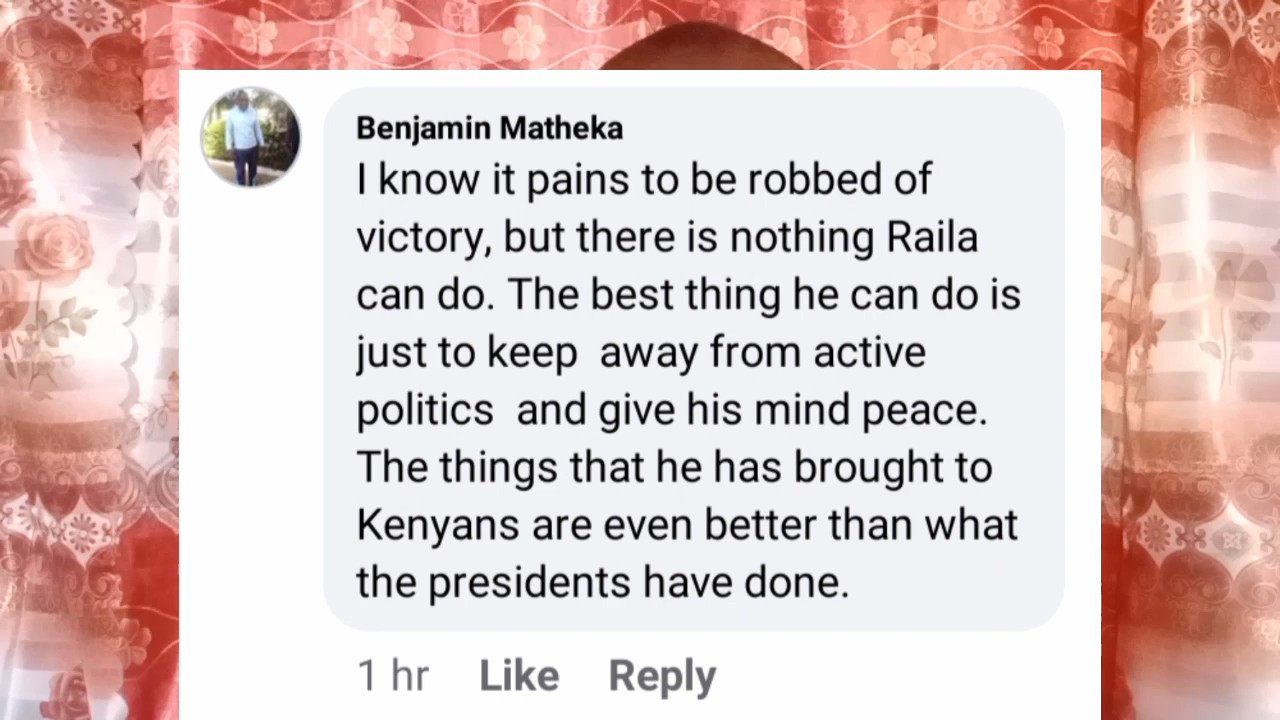 Benjamin Matheka
I know it pains to be robbed of
victory, but there is nothing Raila
can do. The best thing he can do is
just to keep  away from active
politics  and give his mind peace.
The things that he has brought to
Kenyans are even better than what
the presidents have done.
1 hr Like Reply